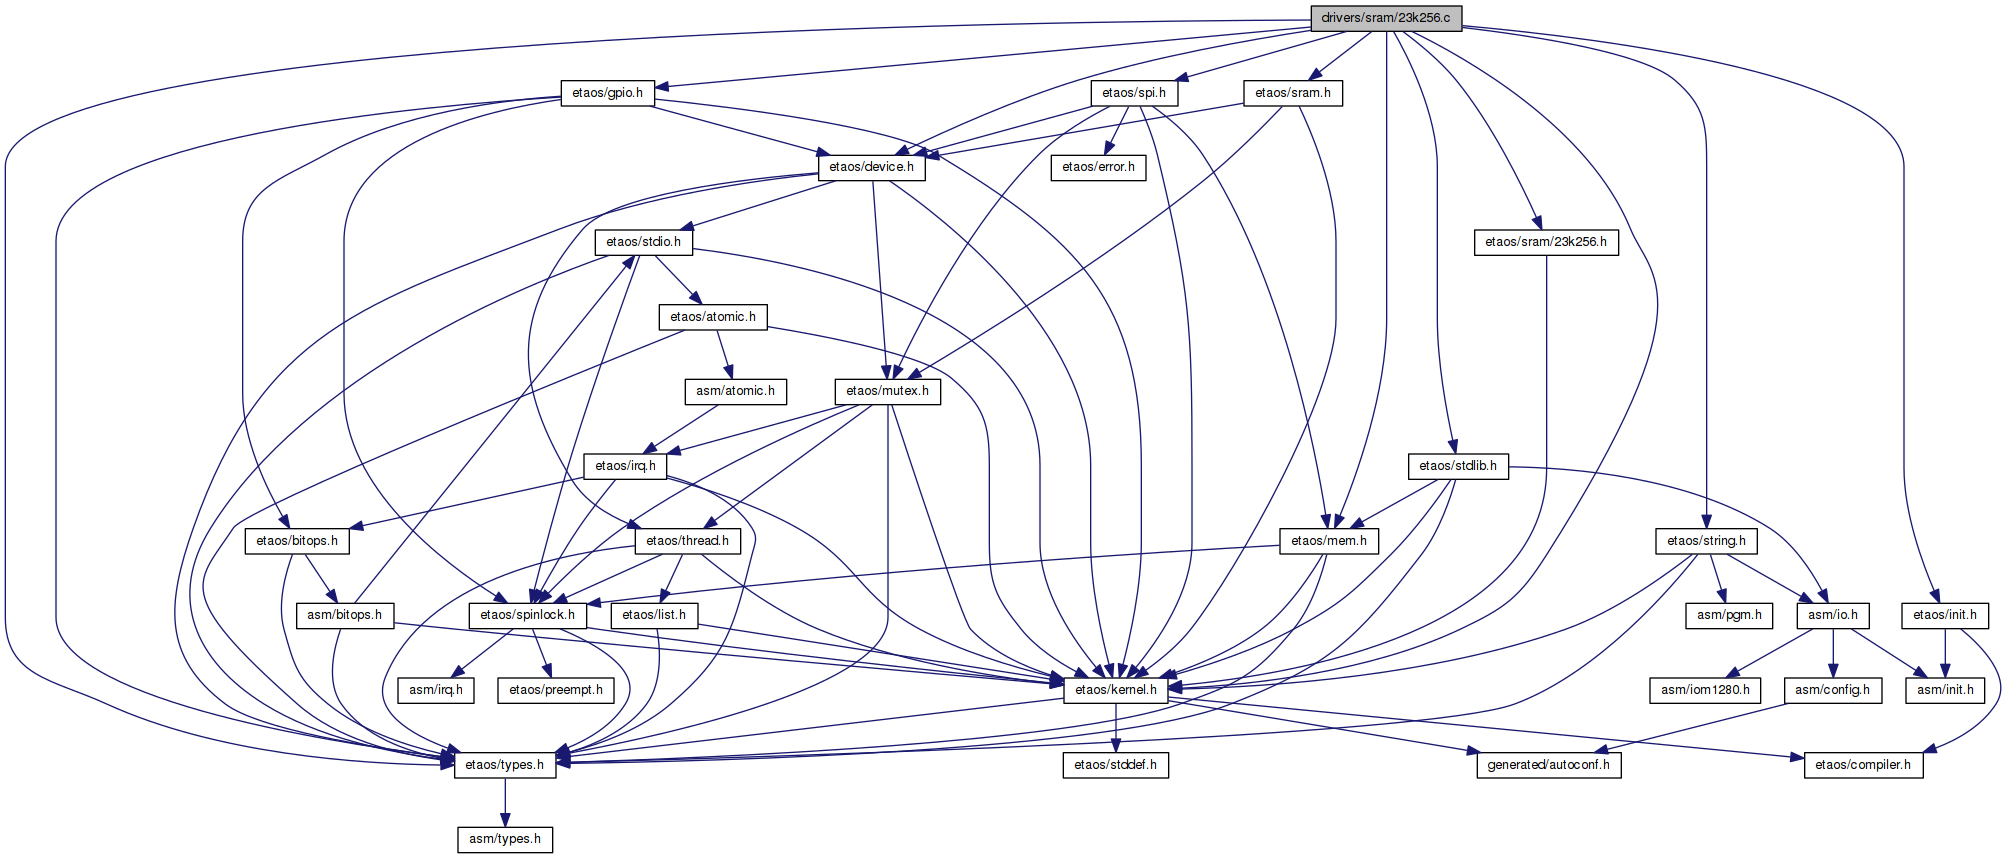 drivers/sram/23k256.c
etaos/gpio.h
etaos/spi.h
etaos/sram.h
etaos/device.h
etaos/error.h
etaos/stdio.h
etaos/sram/23k256.h
etaos/atomic.h
asm/atomic.h
etaos/mutex.h
etaos/irq.h
etaos/stdlib.h
etaos/bitops.h
etaos/thread.h
etaos/mem.h
etaos/string.h
asm/bitops.h
etaos/spinlock.h
etaos/list.h
asm/pgm.h
asm/io.h
etaos/init.h
asm/irq.h
etaos/preempt.h
etaos/kernel.h
asm/iom1280.h
asm/config.h
asm/init.h
etaos/types.h
etaos/stddef.h
generated/autoconf.h
etaos/compiler.h
asm/types.h